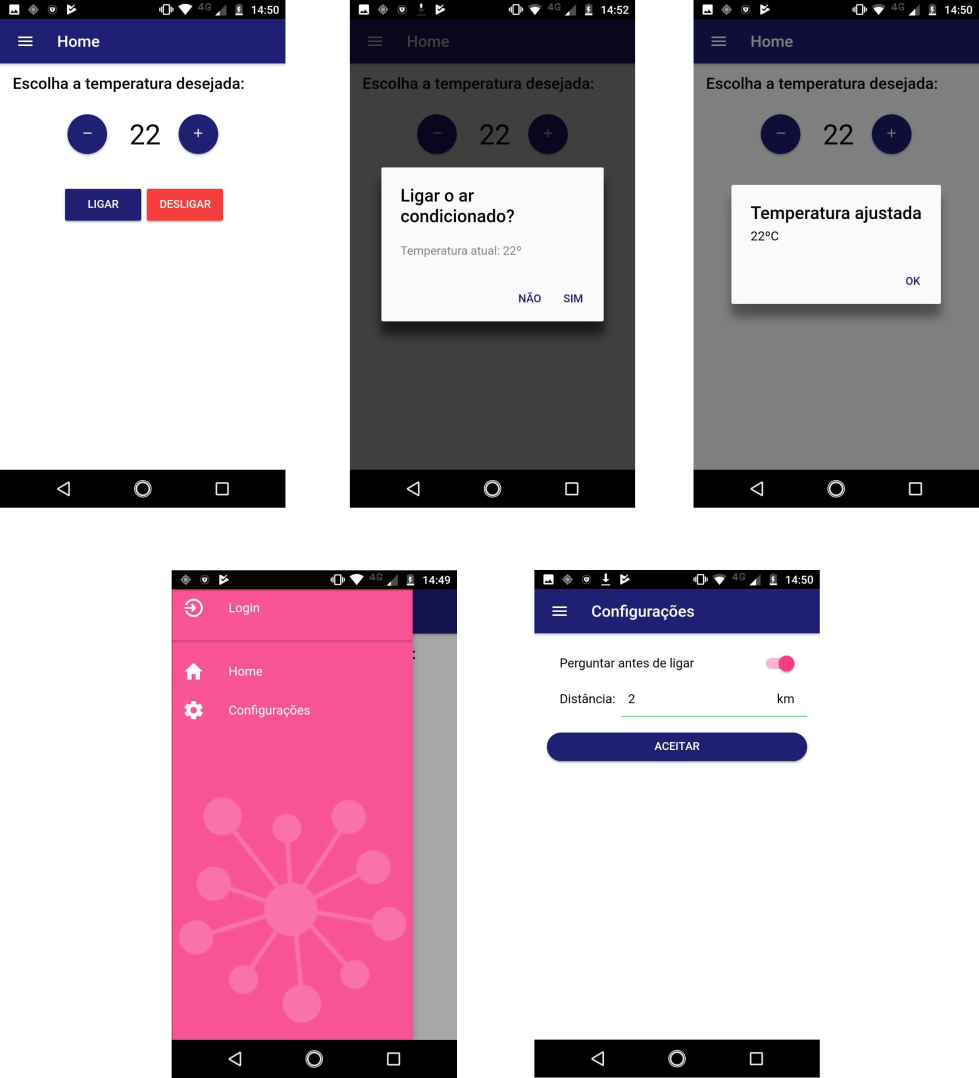 4G 14:50
Home
Escolha a temperatura desejada:
− 22 +
LIGAR DESLIGAR
4G 14:52
Home
Escolha a temperatura desejada:
− 22 +
Ligar o ar
condicionado?
Temperatura atual: 22º
NÃO SIM
4G 14:50
Home
Escolha a temperatura desejada:
− 22 +
Temperatura ajustada
22ºC
OK
4G 14:49
Login
:
Home
Configurações
4G 14:50
Configurações
Perguntar antes de ligar
Distância: 2 km
ACEITAR